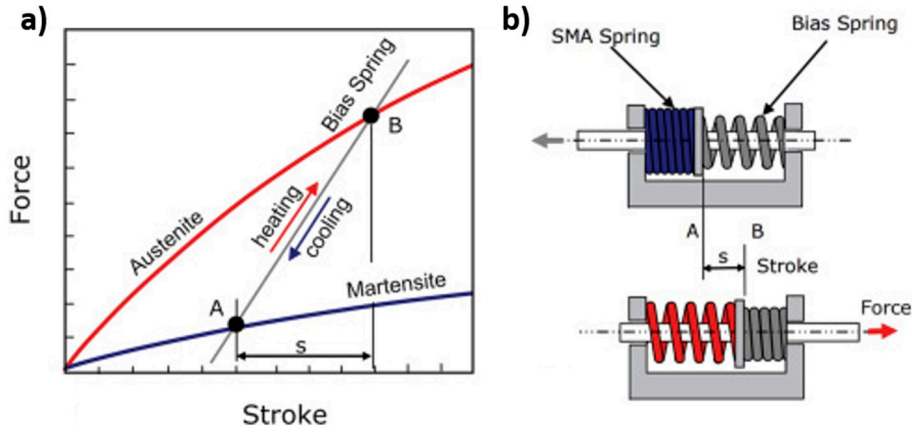 a)
Force
Austenite
heating
cooling
Bias Spring
B
A
Martensite
s
Stroke
b)
SMA Spring
Bias Spring
A
B
s
Stroke
Force